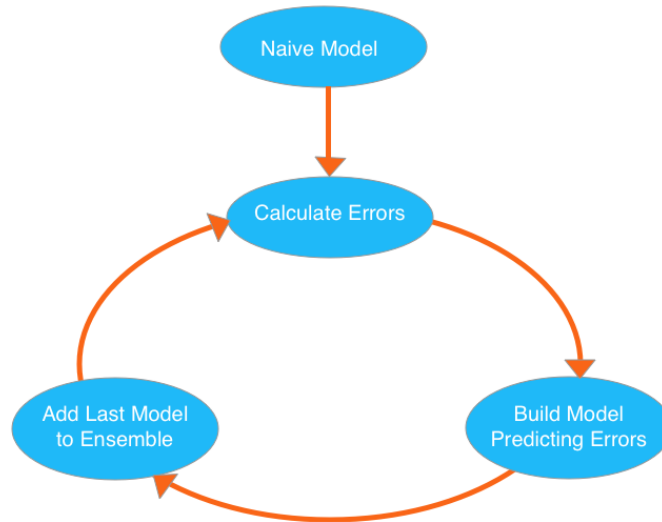 Naive Model
Calculate Errors
Add Last Model
to Ensemble
Build Model
Predicting Errors